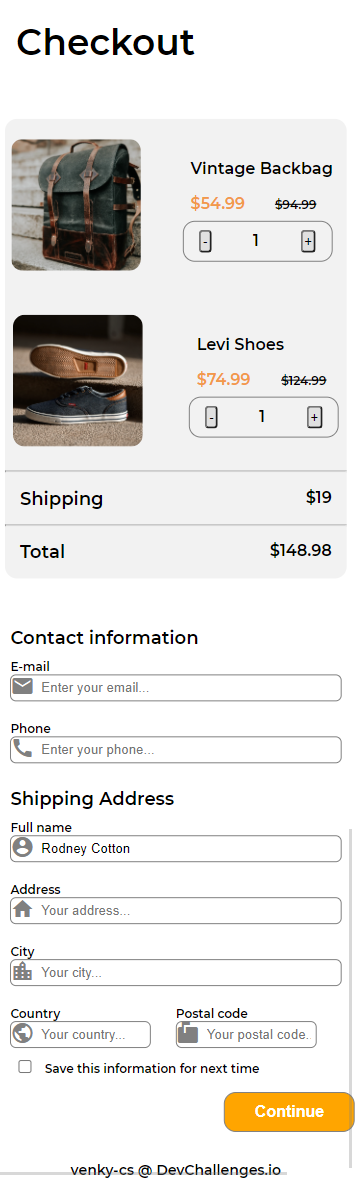 Checkout
Vintage Backbag
$54.99 $94.99
- 1 +
Levi Shoes
$74.99 $124.99
- 1 +
Shipping $19
Total $148.98
Contact information
E-mail
Enter your email...
Phone
Enter your phone...
Shipping Address
Full name
Rodney Cotton
Address
Your address...
City
Your city...
Country Postal code
Your country... Your postal code.
Save this information for next time
Continue
venky-cs @ DevChallenges.io